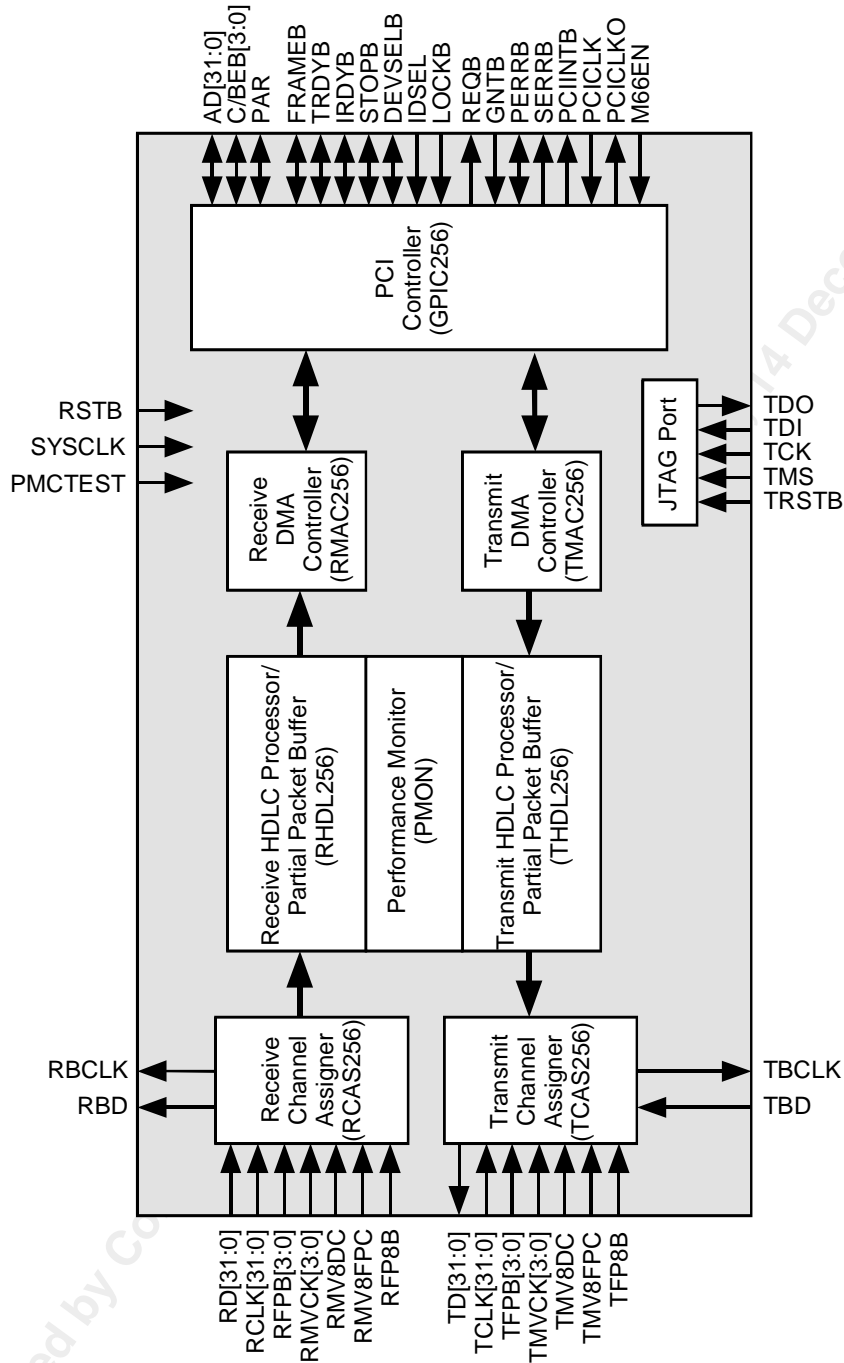 AD[31:0]
C/BEB[3:0]
PAR
FRAMEB
TRDYB
IRDYB
STOPB
DEVSELB
IDSEL
LOCKB
REQB
GNTB
PERRB
SERRB
PCIINTB
PCICLK
PCICLKO
M66EN
PCI
Controller
(GPIC256)
RSTB
SYSCLK
PMCTEST
Receive
DMA
Controller
(RMAC256)
Transmit
DMA
Controller
(TMAC256)
JTAG Port
TDO
TDI
TCK
TMS
TRSTB
Receive HDLC Processor/
Partial Packet Buffer
(RHDL256)
Performance Monitor
(PMON)
Transmit HDLC Processor/
Partial Packet Buffer
(THDL256)
RBCLK
RBD
Receive
Channel
Assigner
(RCAS256)
Transmit
Channel
Assigner
(TCAS256)
TBCLK
TBD
RD[31:0]
RCLK[31:0]
RFPB[3:0]
RMVCK[3:0]
RMV8DC
RMV8FPC
RFP8B
TD[31:0]
TCLK[31:0]
TFPB[3:0]
TMVCK[3:0]
TMV8DC
TMV8FPC
TFP8B
ed by Co
14 Dece